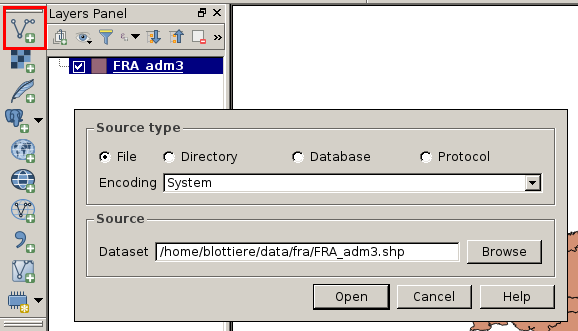 Layers Panel
FRA_adm3
Source type
File Directory Database Protocol
Encoding System
Source
Dataset /home/blottiere/data/fra/FRA_adm3.shp Browse
Open Cancel Help